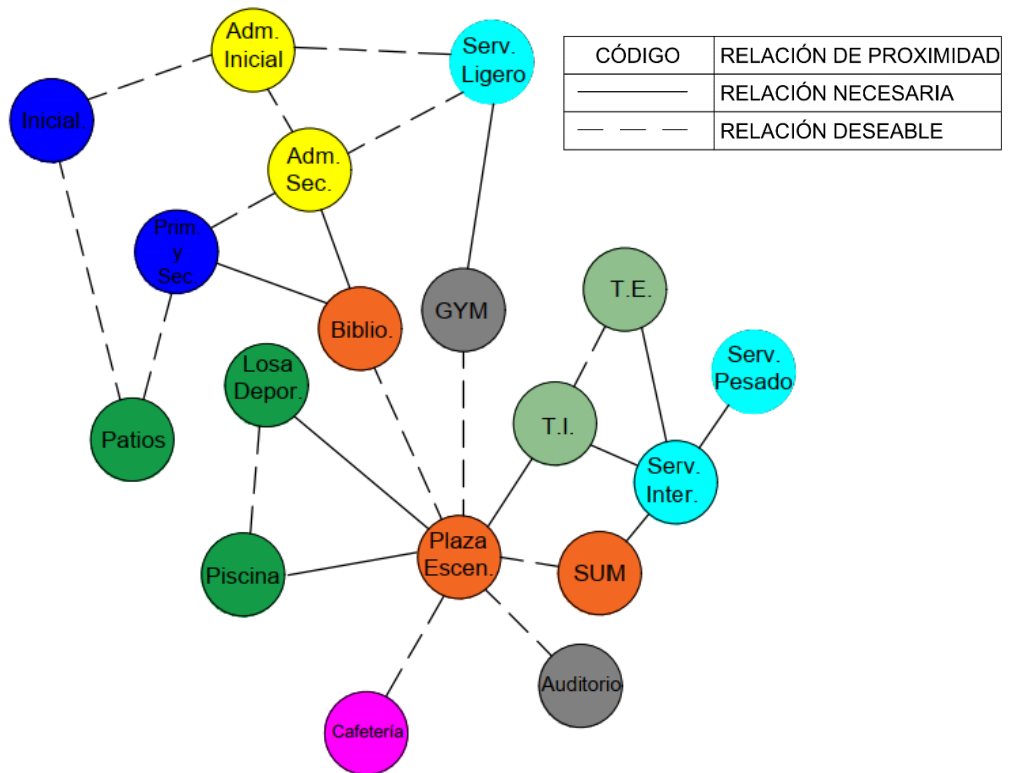 Adm.
Inicial
Serv.
Ligero
CÓDIGO
RELACIÓN DE PROXIMIDAD
RELACIÓN NECESARIA
RELACIÓN DESEABLE
Inicial
Adm.
Sec.
Prim.
y
Sec.
Biblio.
GYM
T.E.
Serv.
Pesado
Losa
Depor.
Patios
T.I.
Serv.
Inter.
Plaza
Escen.
Piscina
SUM
Auditorio
Cafetería